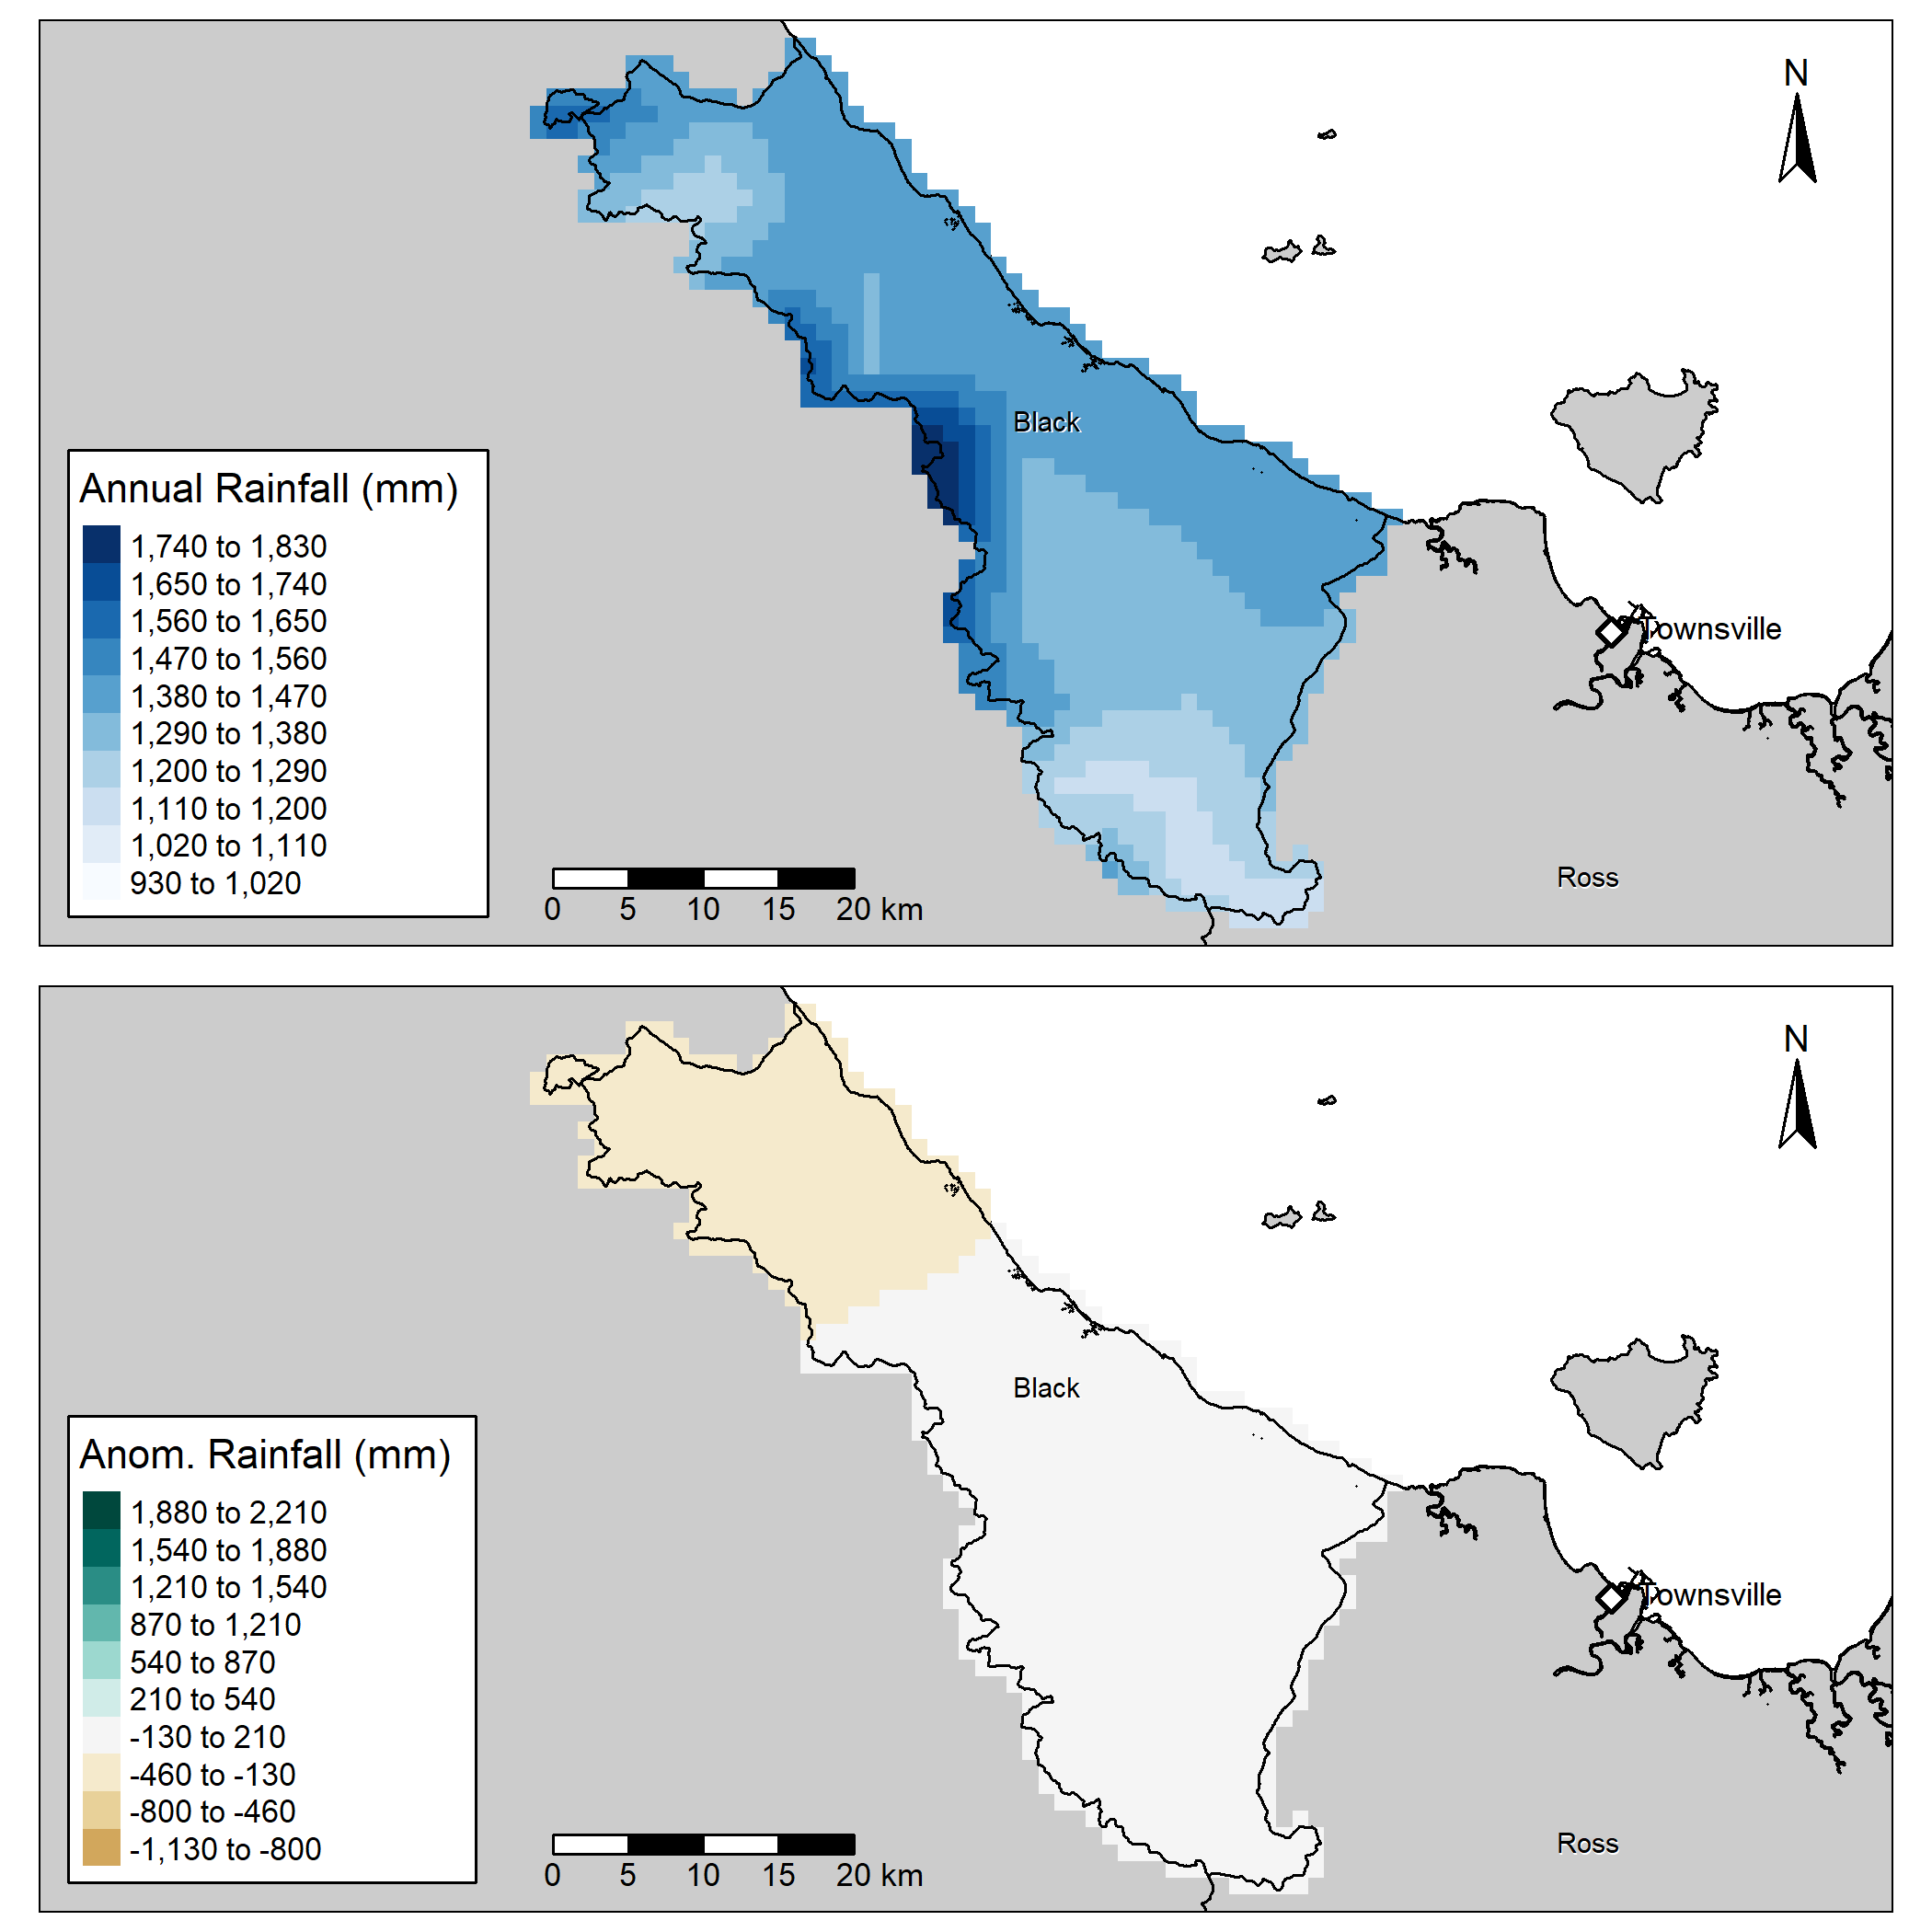 N
Black
Annual Rainfall (mm)
1,740 to 1,830
1,650 to 1,740
1,560 to 1,650
1,470 to 1,560
1,380 to 1,470
1,290 to 1,380
1,200 to 1,290
1,110 to 1,200
1,020 to 1,110
930 to 1,020
Townsville
Ross
0 5 10 15 20 km
N
Black
Anom. Rainfall (mm)
1,880 to 2,210
1,540 to 1,880
1,210 to 1,540
870 to 1,210
540 to 870
210 to 540
-130 to 210
-460 to -130
-800 to -460
-1,130 to -800
Townsville
Ross
0 5 10 15 20 km